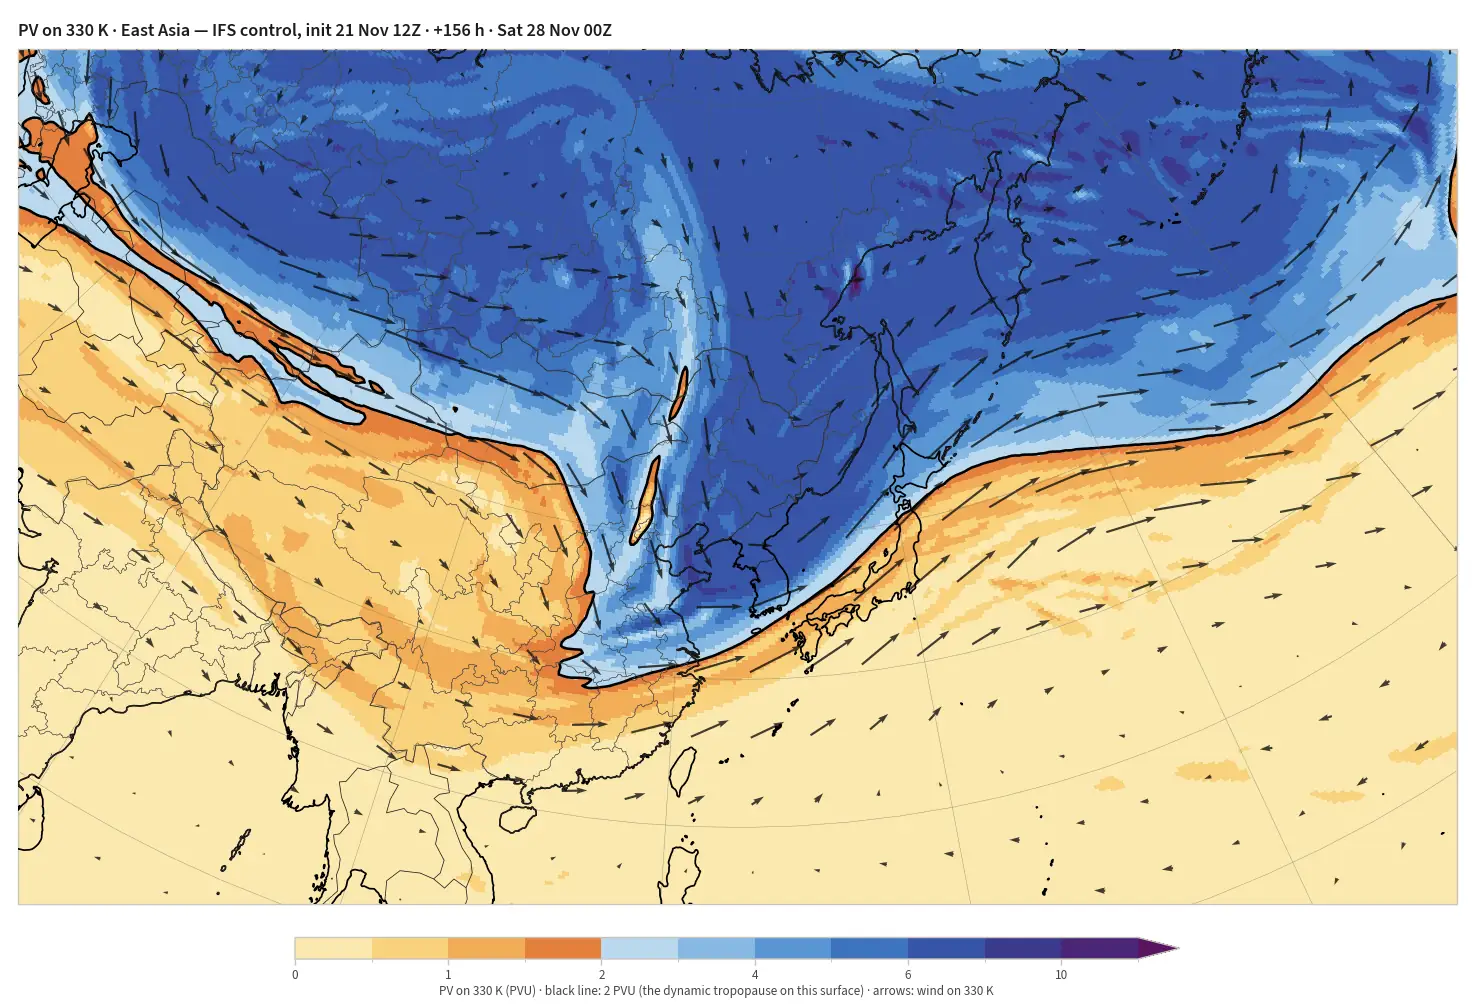 PV on 330 K · East Asia — IFS control, init 21 Nov 12Z · +156 h · Sat 28 Nov 00Z
0 1 2 4 6 10
PV on 330 K (PVU) · black line: 2 PVU (the dynamic tropopause on this surface) · arrows: wind on 330 K